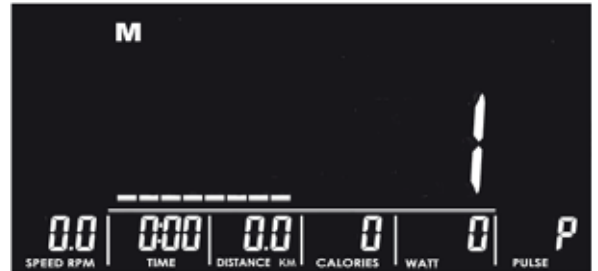 M
1
0.0 0:00 0.0 0 0 P
SPEED RPM TIME DISTANCE KM CALORIES WATT PULSE